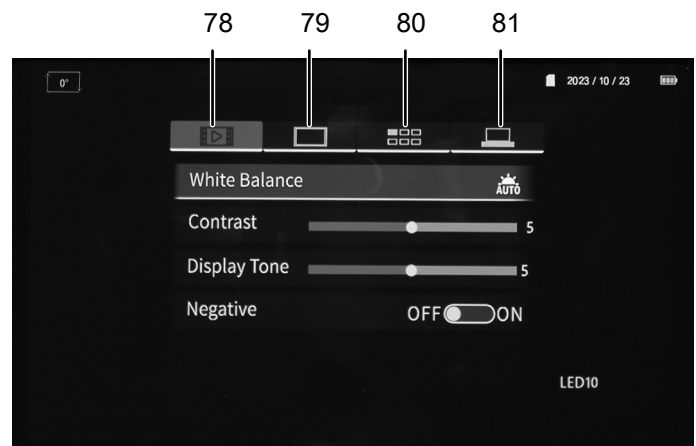 78 79 80 81
0° 2023 / 10 / 23
White Balance AUTO
Contrast 5
Display Tone 5
Negative OFF ON
LED10